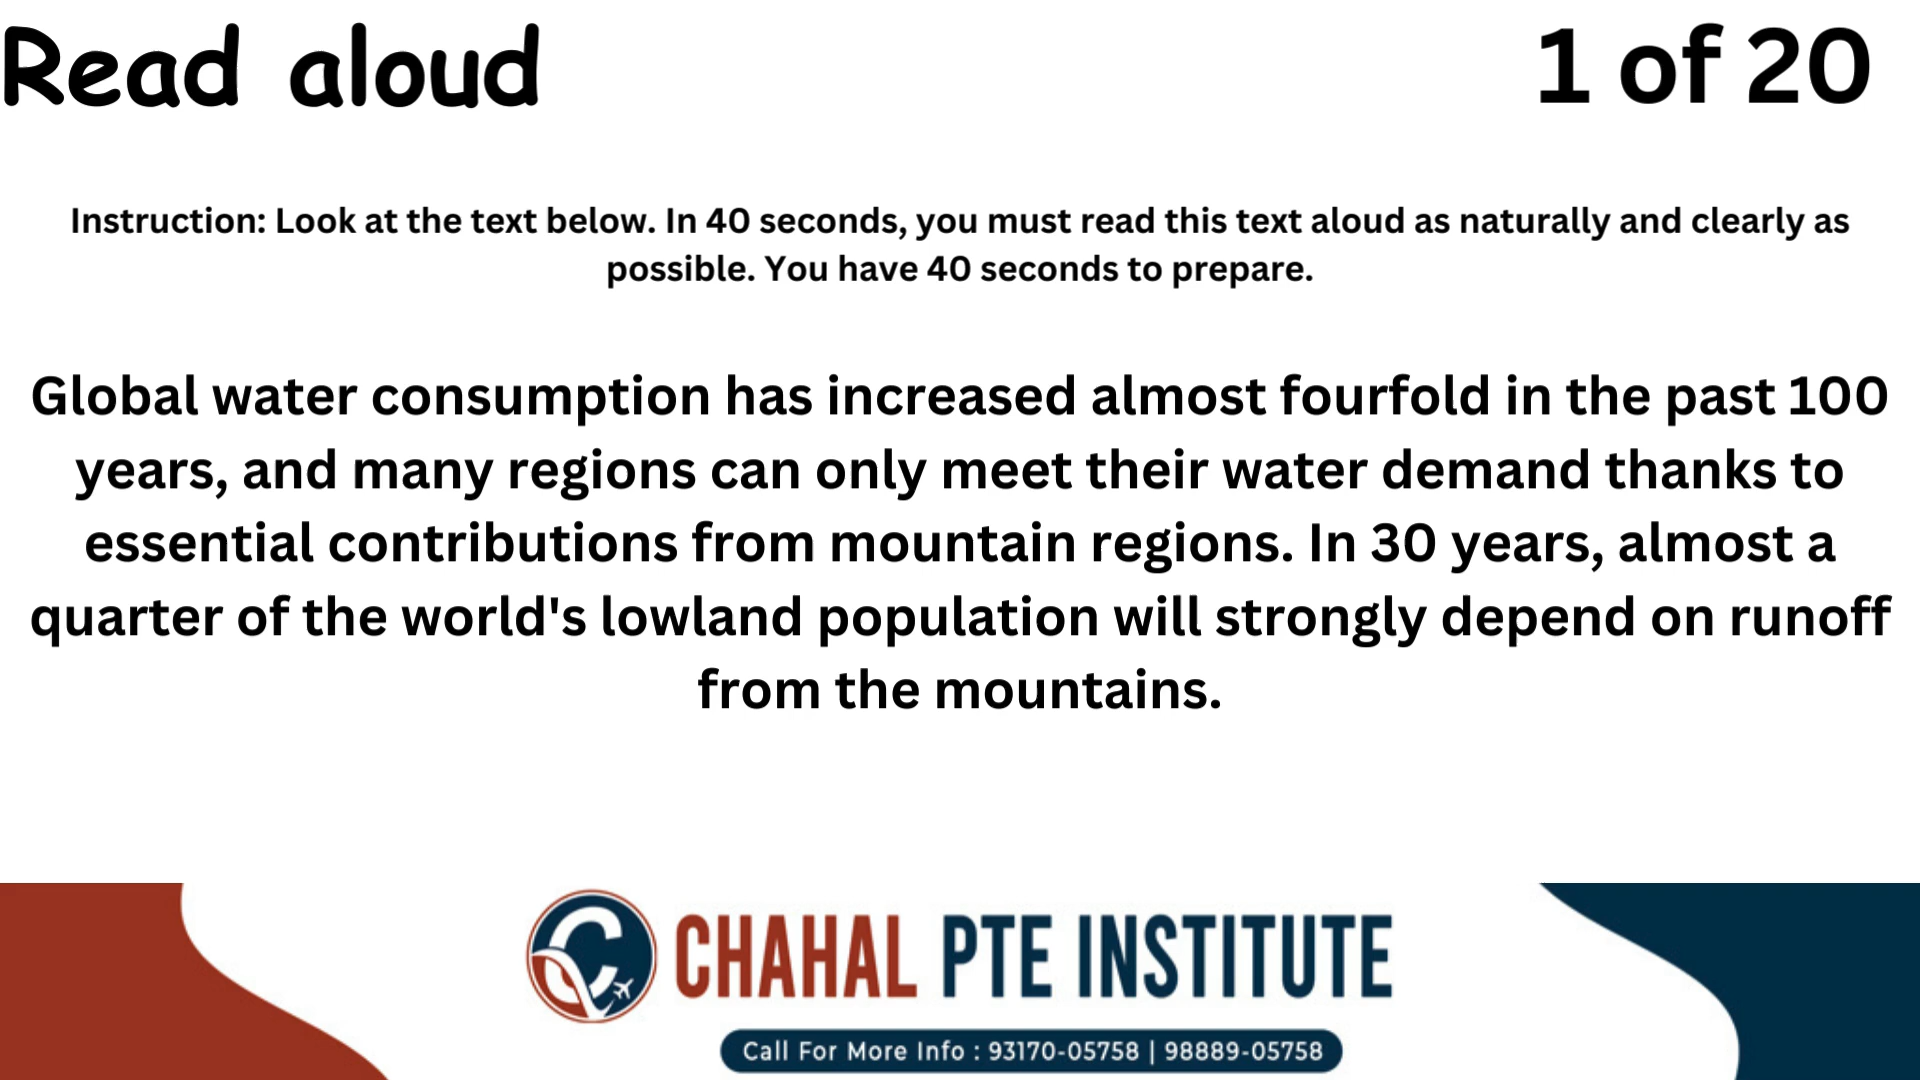 Read aloud
1 of 20
Instruction: Look at the text below. In 40 seconds, you must read this text aloud as naturally and clearly as
possible. You have 40 seconds to prepare.
Global water consumption has increased almost fourfold in the past 100
years, and many regions can only meet their water demand thanks to
essential contributions from mountain regions. In 30 years, almost a
quarter of the world's lowland population will strongly depend on runoff
from the mountains.
CHAHAL PTE INSTITUTE
Call For More Info : 93170-05758 | 98889-05758